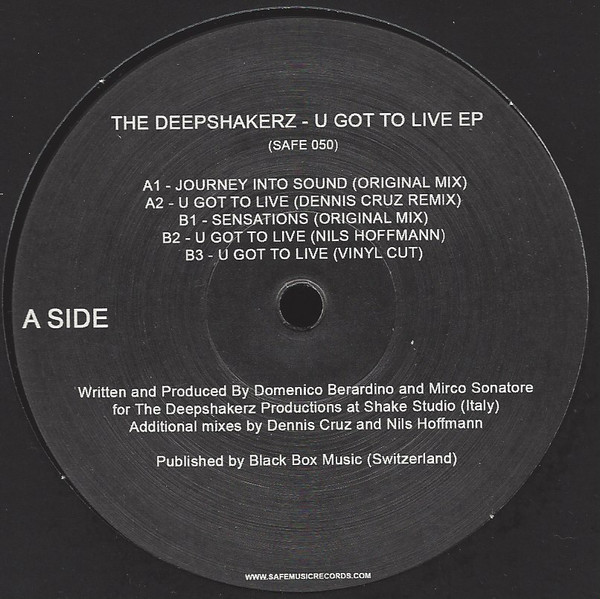 THE DEEPSHAKERZ - U GOT TO LIVE EP
(SAFE 050)
A1 - JOURNEY INTO SOUND (ORIGINAL MIX)
A2 - U GOT TO LIVE (DENNIS CRUZ REMIX)
B1 - SENSATIONS (ORIGINAL MIX)
B2 - U GOT TO LIVE (NILS HOFFMANN)
B3 - U GOT TO LIVE (VINYL CUT)
A SIDE
Written and Produced By Domenico Berardino and Mirco Sonatore
for The Deepshakerz Productions at Shake Studio (Italy)
Additional mixes by Dennis Cruz and Nils Hoffmann
Published by Black Box Music (Switzerland)
WWW.SAFEMUSICRECORDS.COM